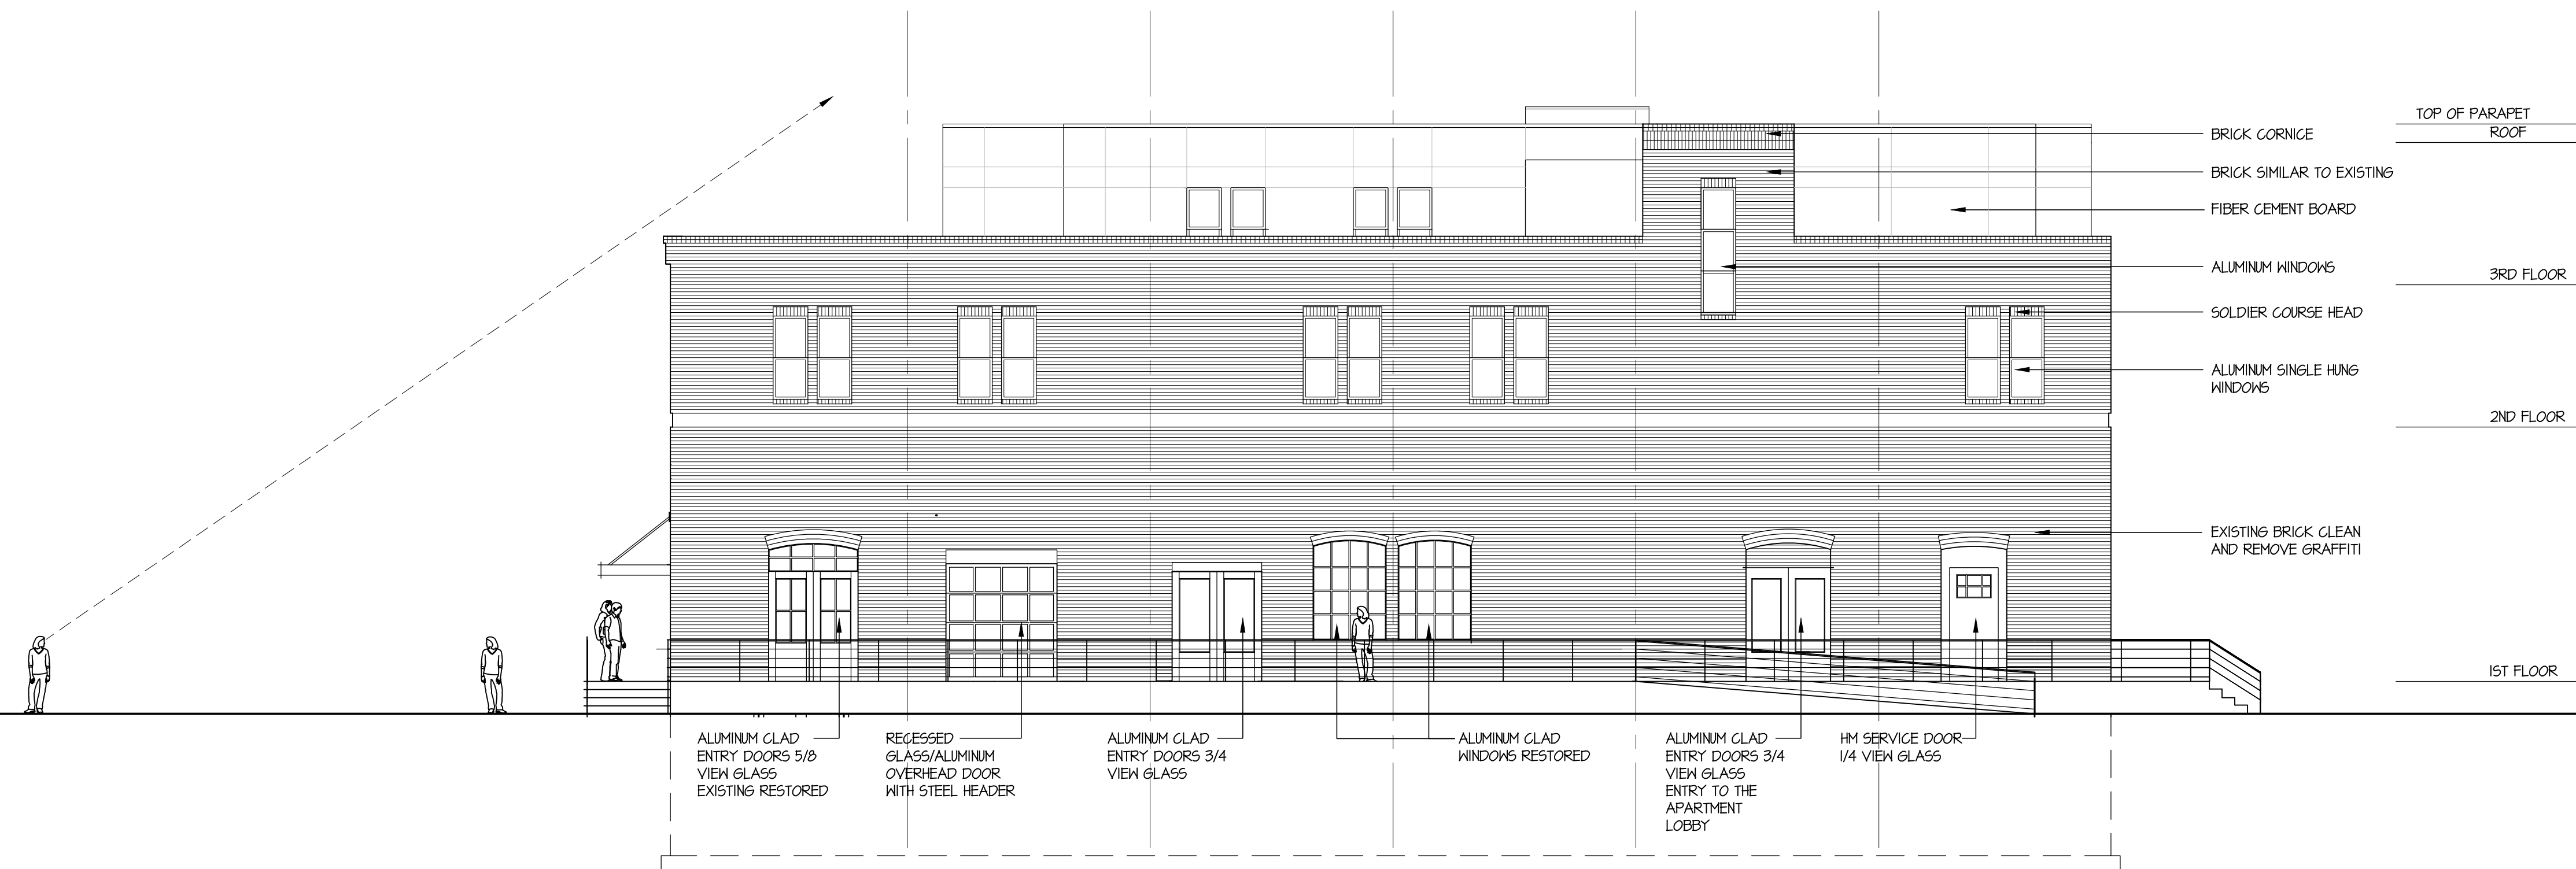 TOP OF PARAPET
ROOF
BRICK CORNICE
BRICK SIMILAR TO EXISTING
FIBER CEMENT BOARD
ALUMINUM WINDOWS
3RD FLOOR
SOLDIER COURSE HEAD
ALUMINUM SINGLE HUNG
WINDOWS
2ND FLOOR
EXISTING BRICK CLEAN
AND REMOVE GRAFFITI
1ST FLOOR
ALUMINUM CLAD
ENTRY DOORS 5/8
VIEW GLASS
EXISTING RESTORED
RECESSED
GLASS/ALUMINUM
OVERHEAD DOOR
WITH STEEL HEADER
ALUMINUM CLAD
ENTRY DOORS 3/4
VIEW GLASS
ALUMINUM CLAD
WINDOWS RESTORED
ALUMINUM CLAD
ENTRY DOORS 3/4
VIEW GLASS
ENTRY TO THE
APARTMENT
LOBBY
HM SERVICE DOOR
1/4 VIEW GLASS